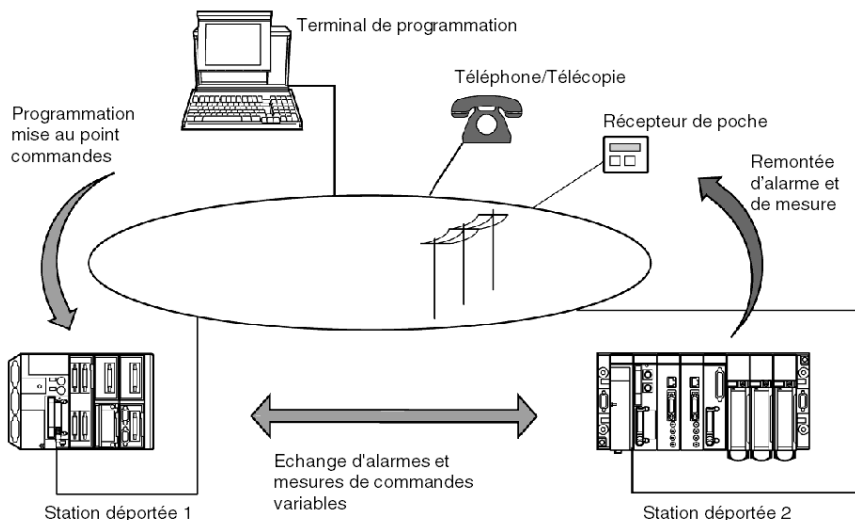 Terminal de programmation
Téléphone/Télécopie
Programmation
mise au point
commandes
Récepteur de poche
Remontée
d'alarme et
de mesure
Echange d'alarmes et
mesures de commandes
variables
Station déportée 1
Station déportée 2